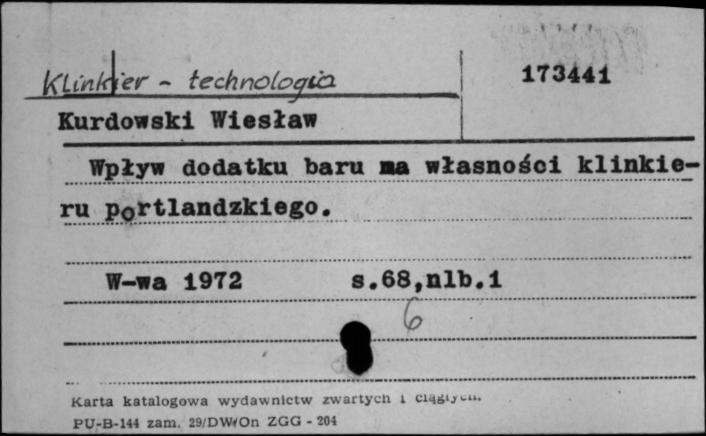 Klinkier - technologia
173441
Kurdowski Wiesław
Wpływ dodatku baru na własności klinkie-
ru portlandzkiego.
W-wa 1972 s.68,nlb.1
6
Karta katalogowa wydawnictw zwartych i ciągłych.
PU-B-144 zam. 29/DW/On ZGG - 204